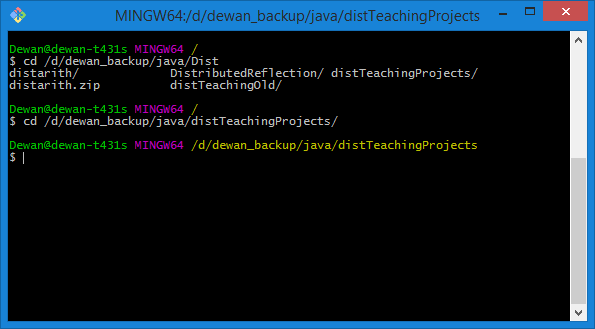 MINGW64:/d/dewan_backup/java/distTeachingProjects
Dewan@dewan-t431s MINGW64 /
$ cd /d/dewan_backup/java/Dist
distarith/ DistributedReflection/ distTeachingProjects/
distarith.zip distTeachingOld/
Dewan@dewan-t431s MINGW64 /
$ cd /d/dewan_backup/java/distTeachingProjects/
Dewan@dewan-t431s MINGW64 /d/dewan_backup/java/distTeachingProjects
$